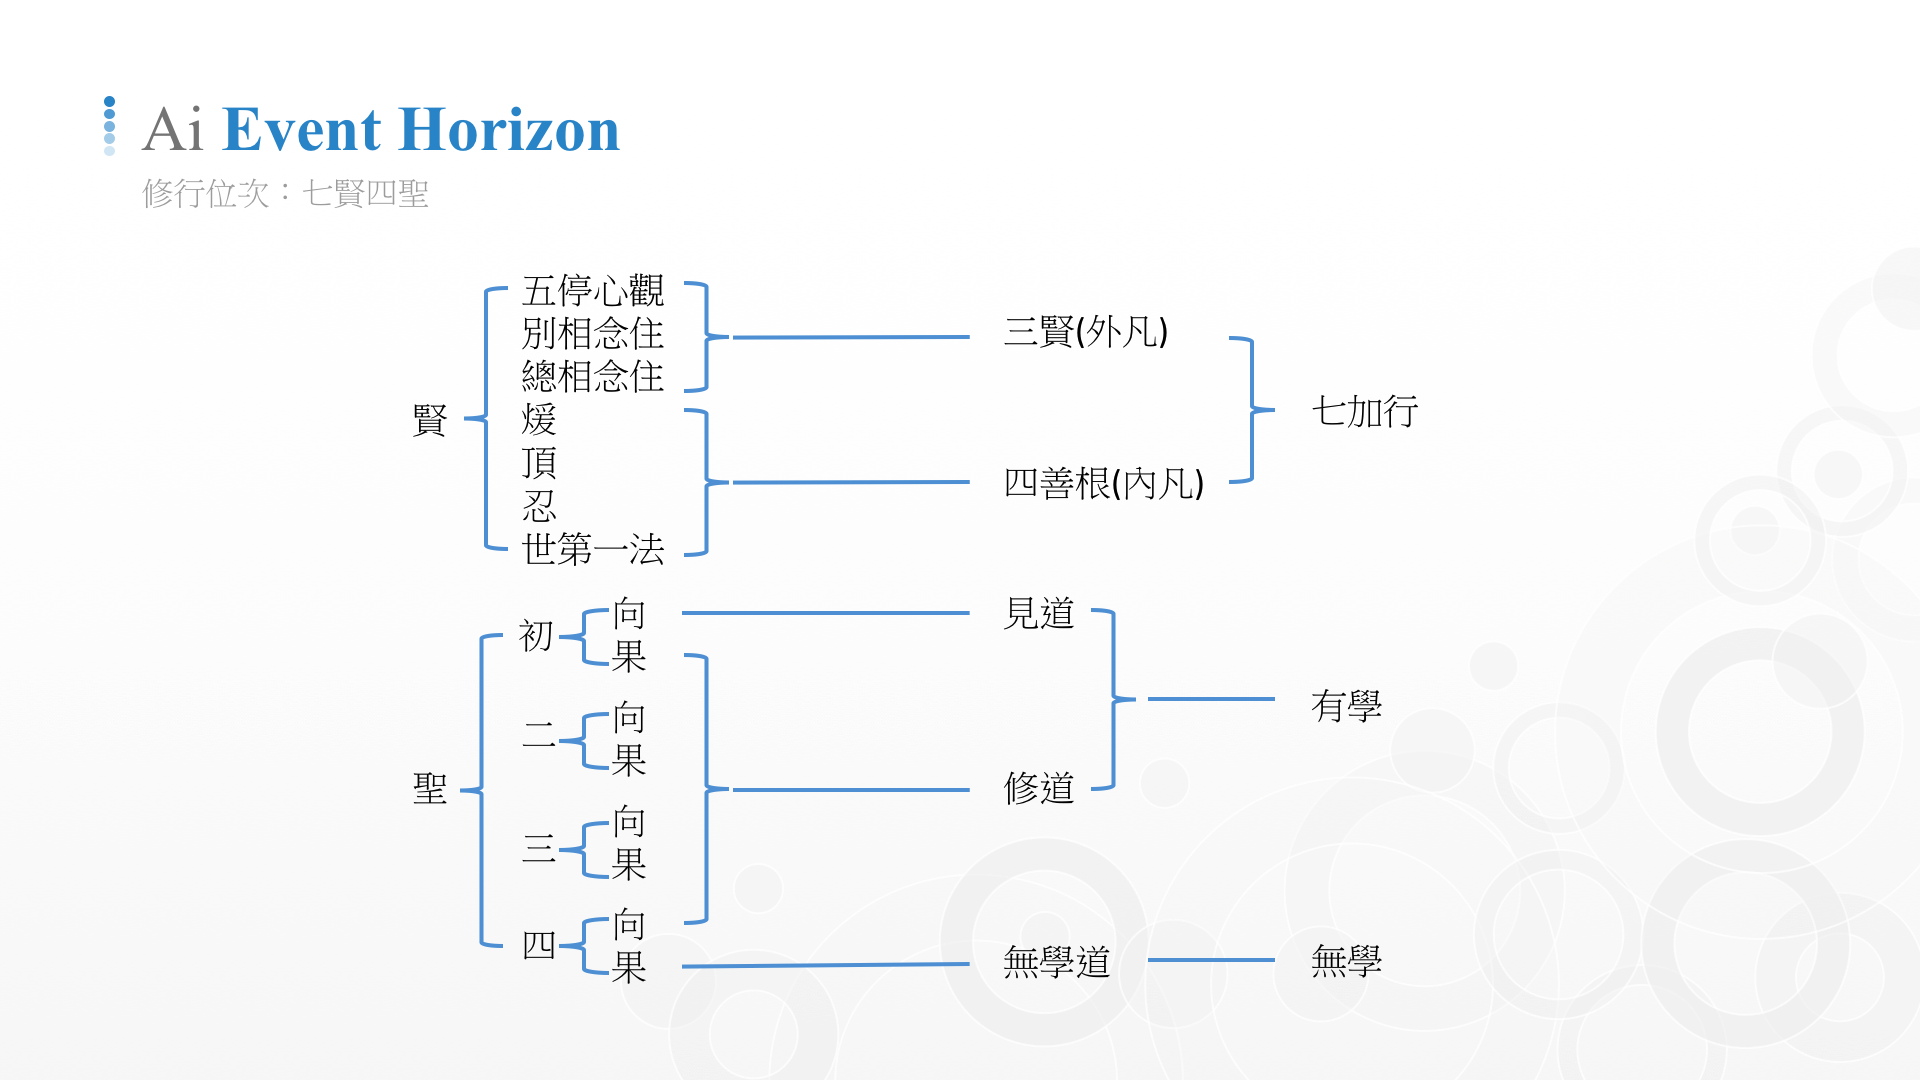 Ai Event Horizon
修行位次：七賢四聖
賢
五停心觀
別相念住
總相念住
煖
頂
忍
世第一法
三賢(外凡)
四善根(內凡)
七加行
聖
初
向
果
二
向
果
三
向
果
四
向
果
見道
修道
無學道
有學
無學